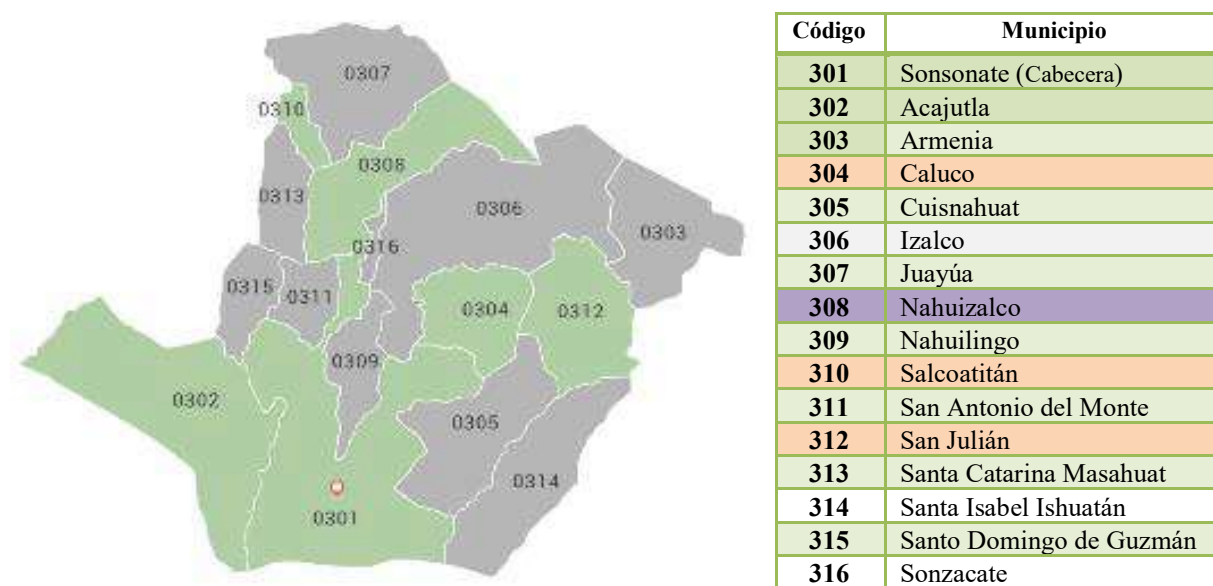 0307
0310
0308
0313
0306
0303
0316
0315
0311
0304
0312
0309
0302
0305
0314
0301
Código Municipio
301 Sonsonate (Cabecera)
302 Acajutla
303 Armenia
304 Caluco
305 Cuisnahuat
306 Izalco
307 Juayúa
308 Nahuizalco
309 Nahuilingo
310 Salcoatitán
311 San Antonio del Monte
312 San Julián
313 Santa Catarina Masahuat
314 Santa Isabel Ishuatán
315 Santo Domingo de Guzmán
316 Sonzacate